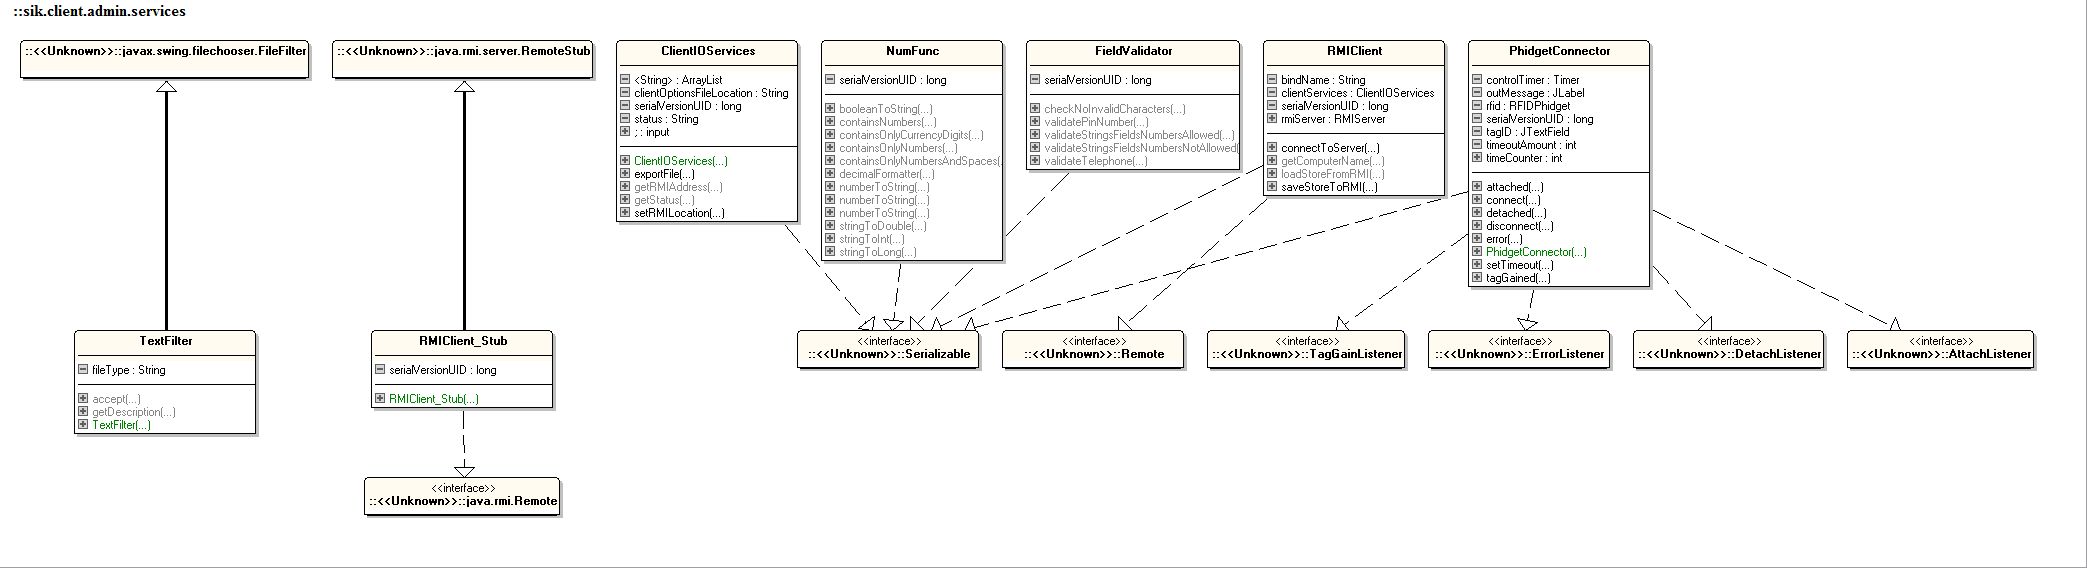 ::sik.client.admin.services
::<<Unknown>>::javax.swing.filechooser.FileFilter
::<<Unknown>>::java.rmi.server.RemoteStub
ClientIOServices
<String> : ArrayList
clientOptionsFileLocation : String
serialVersionUID : long
status : String
; : input
ClientIOServices(...)
exportFile(...)
getRMIAddress(...)
getStatus(...)
setRMILocation(...)
NumFunc
serialVersionUID : long
booleanToString(...)
containsNumbers(...)
containsOnlyCurrencyDigits(...)
containsOnlyNumbers(...)
containsOnlyNumbersAndSpaces(.
decimalFormatter(...)
numberToString(...)
numberToString(...)
numberToString(...)
stringToDouble(...)
stringToInt(...)
stringToLong(...)
FieldValidator
serialVersionUID : long
checkNoInvalidCharacters(...)
validatePinNumber(...)
validateStringsFieldsNumbersAllowed(...)
validateStringsFieldsNumbersNotAllowed(
validateTelephone(...)
RMIClient
bindName : String
clientServices : ClientIOServices
serialVersionUID : long
rmiServer : RMIServer
connectToServer(...)
getComputerName(...)
loadStoreFromRMI(...)
saveStoreToRMI(...)
PhidgetConnector
controlTimer : Timer
outMessage : JLabel
rfid : RFIDPhidget
serialVersionUID : long
tagID : JTextField
timeoutAmount : int
timeCounter : int
attached(...)
connect(...)
detached(...)
disconnect(...)
error(...)
PhidgetConnector(...)
setTimeout(...)
tagGained(...)
TextFilter
fileType : String
accept(...)
getDescription(...)
TextFilter(...)
RMIClient_Stub
serialVersionUID : long
RMIClient_Stub(...)
<<interface>>
::<<Unknown>>::Serializable
<<interface>>
::<<Unknown>>::Remote
<<interface>>
::<<Unknown>>::TagGainListener
<<interface>>
::<<Unknown>>::ErrorListener
<<interface>>
::<<Unknown>>::DetachListener
<<interface>>
::<<Unknown>>::AttachListener
<<interface>>
::<<Unknown>>::java.rmi.Remote